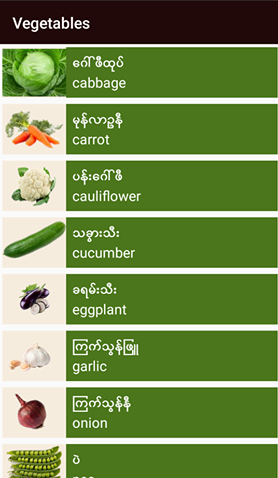 Vegetables
ဂေါ်ဖီထုပ်
cabbage
မုန်လာဥနီ
carrot
ပန်းဂေါ်ဖီ
cauliflower
သခွားသီး
cucumber
ခရမ်းသီး
eggplant
ကြက်သွန်ဖြူ
garlic
ကြက်သွန်နီ
onion
ပဲ